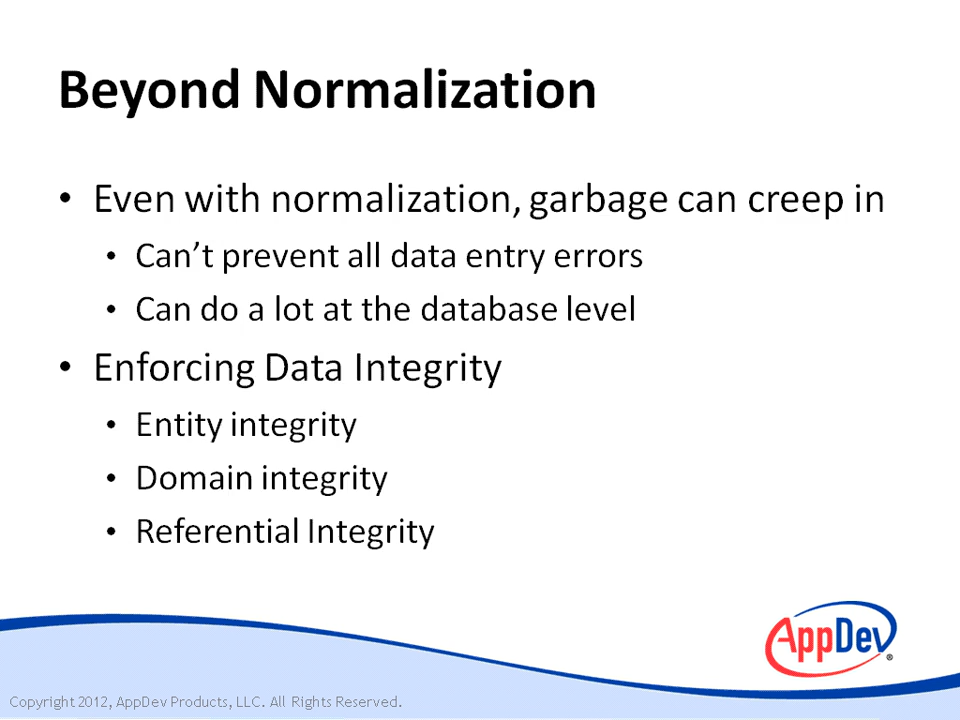 Beyond Normalization
• Even with normalization, garbage can creep in
• Can’t prevent all data entry errors
• Can do a lot at the database level
• Enforcing Data Integrity
• Entity integrity
• Domain integrity
• Referential Integrity
AppDev®
Copyright 2012, AppDev Products, LLC. All Rights Reserved.